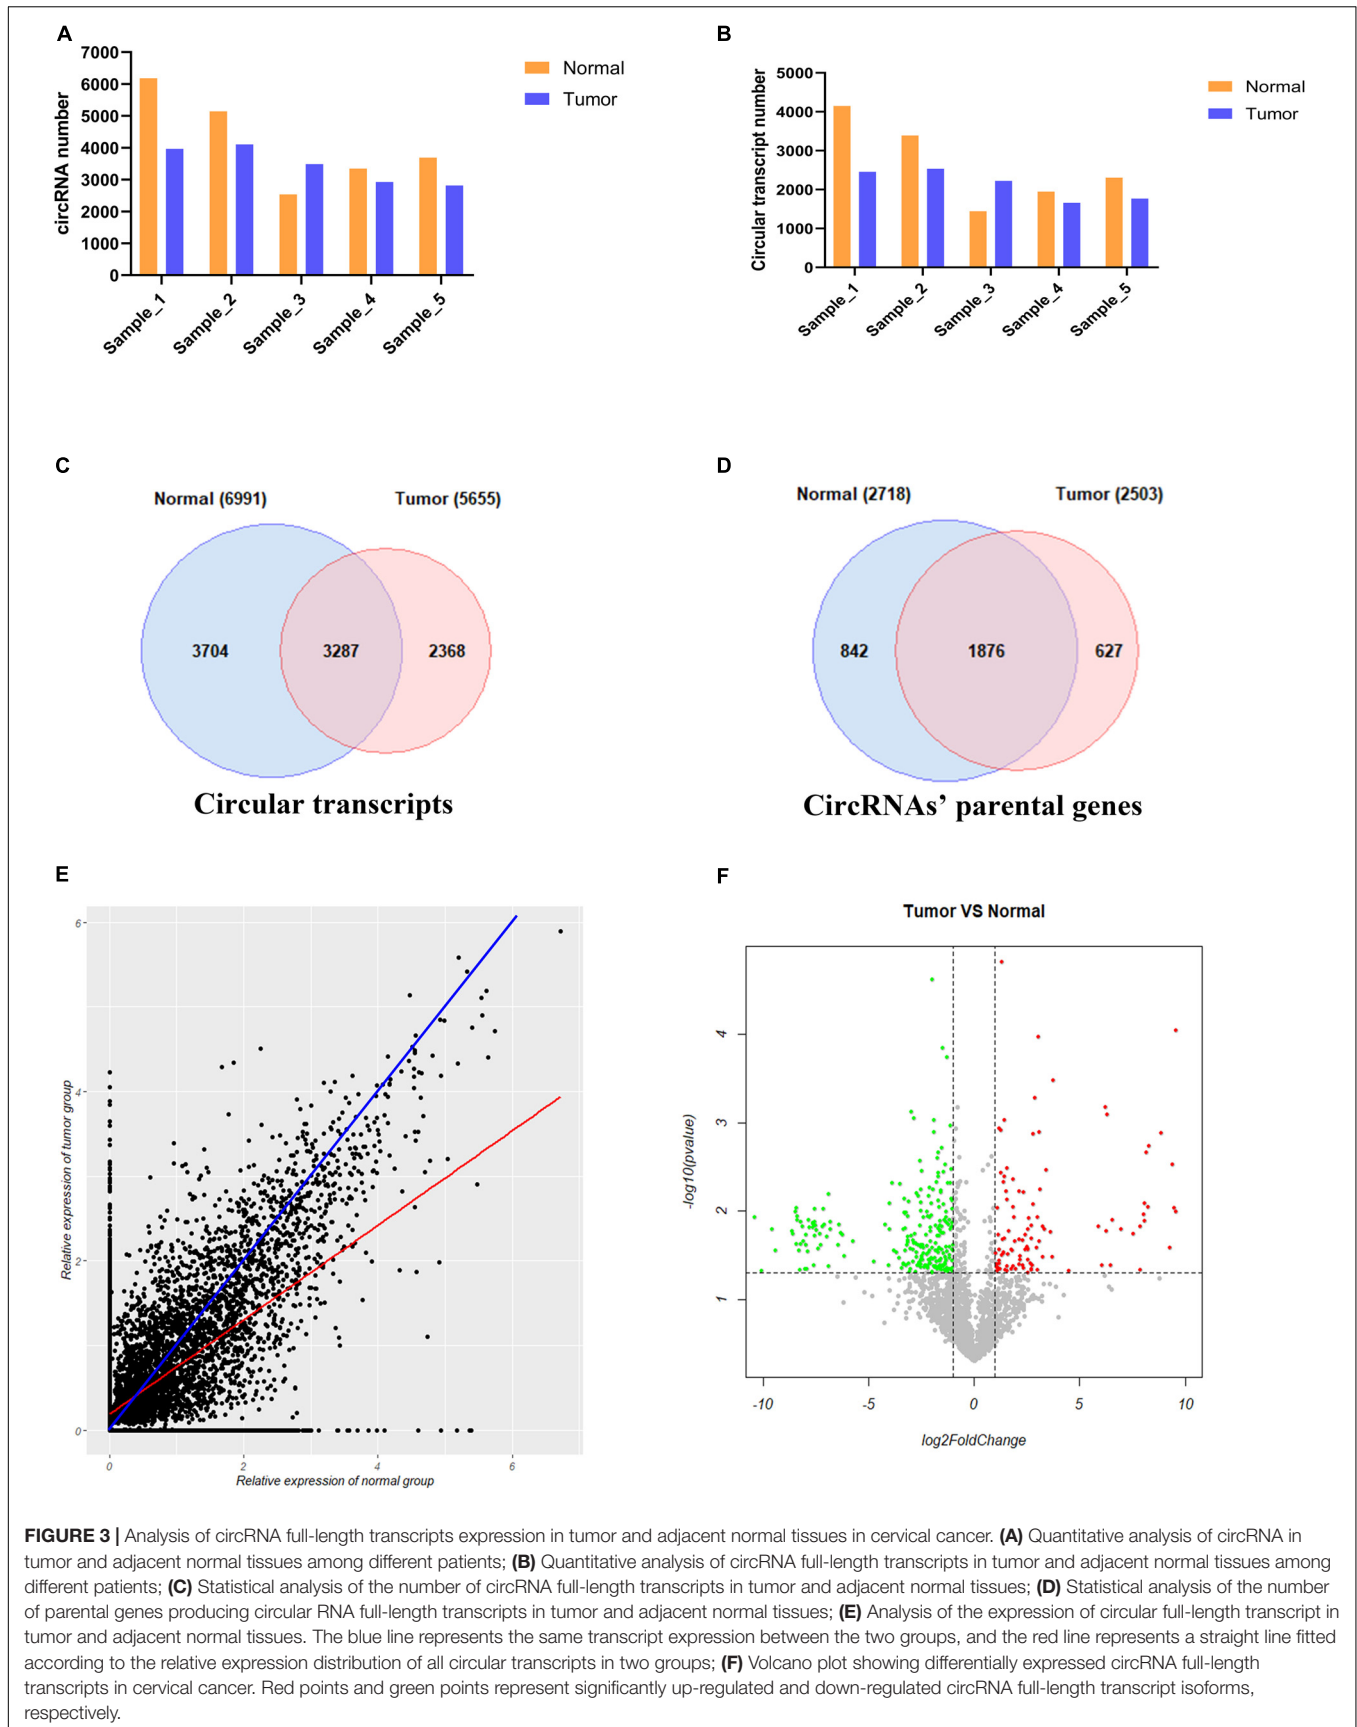 A
7000
6000
5000
4000
3000
2000
1000
0
circRNA number
Normal
Tumor
Sample_1
Sample_2
Sample_3
Sample_4
Sample_5
B
5000
4000
3000
2000
1000
0
Circular transcript number
Normal
Tumor
Sample_1
Sample_2
Sample_3
Sample_4
Sample_5
C
Normal (6991)
Tumor (5655)
3704
3287
2368
Circular transcripts
D
Normal (2718)
Tumor (2503)
842
1876
627
CircRNAs’ parental genes
E
6
4
2
0
Relative expression of tumor group
0
2
4
6
Relative expression of normal group
F
Tumor VS Normal
4
3
2
1
-log10(pvalue)
-10
-5
0
5
10
log2FoldChange
FIGURE 3 | Analysis of circRNA full-length transcripts expression in tumor and adjacent normal tissues in cervical cancer. (A) Quantitative analysis of circRNA in
tumor and adjacent normal tissues among different patients; (B) Quantitative analysis of circRNA full-length transcripts in tumor and adjacent normal tissues among
different patients; (C) Statistical analysis of the number of circRNA full-length transcripts in tumor and adjacent normal tissues; (D) Statistical analysis of the number
of parental genes producing circular RNA full-length transcripts in tumor and adjacent normal tissues; (E) Analysis of the expression of circular full-length transcript in
tumor and adjacent normal tissues. The blue line represents the same transcript expression between the two groups, and the red line represents a straight line fitted
according to the relative expression distribution of all circular transcripts in two groups; (F) Volcano plot showing differentially expressed circRNA full-length
transcripts in cervical cancer. Red points and green points represent significantly up-regulated and down-regulated circRNA full-length transcript isoforms,
respectively.